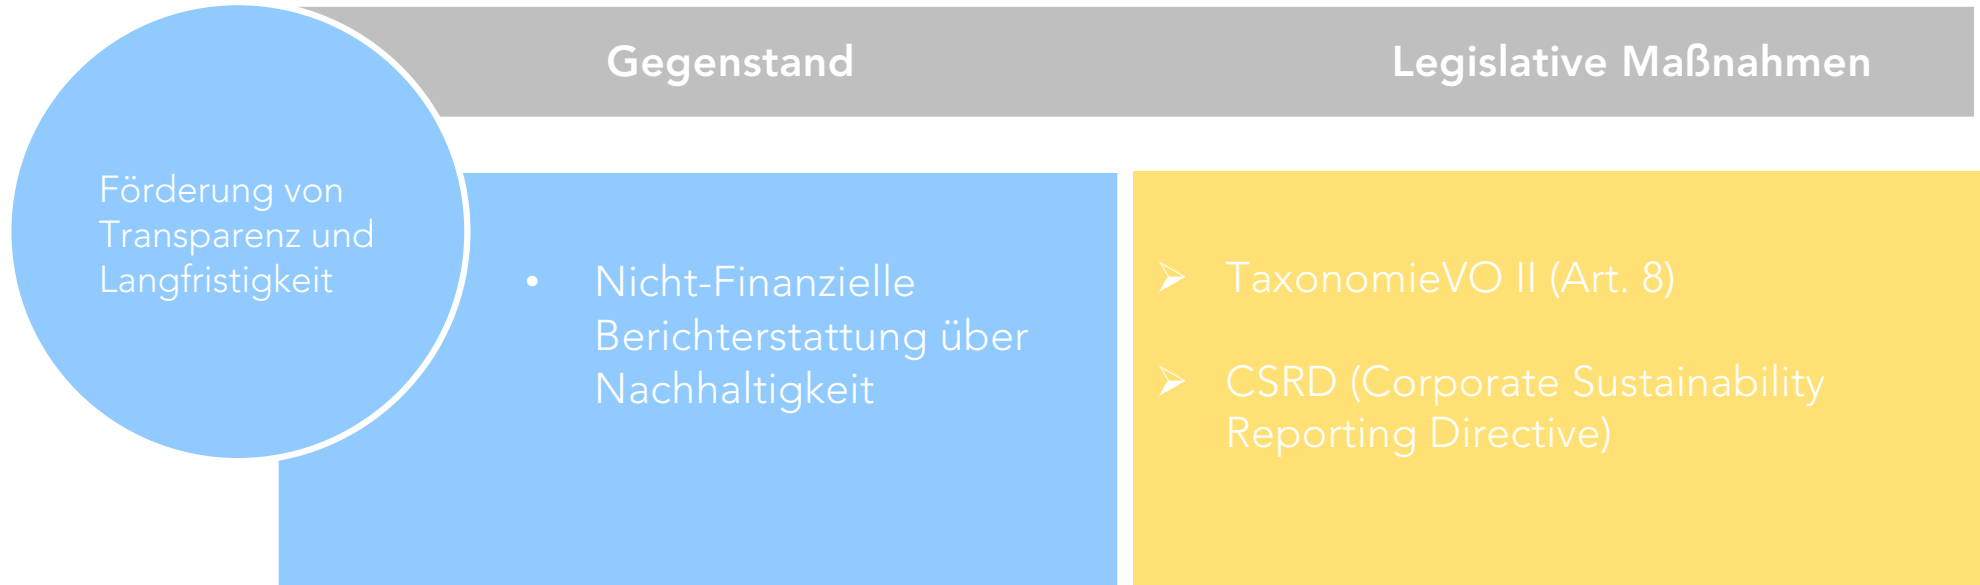 Gegenstand
Legislative Maßnahmen
Förderung von
Transparenz und
Langfristigkeit
• Nicht-Finanzielle
Berichterstattung über
Nachhaltigkeit
➢ TaxonomieVO II (Art. 8)
➢ CSRD (Corporate Sustainability
Reporting Directive)